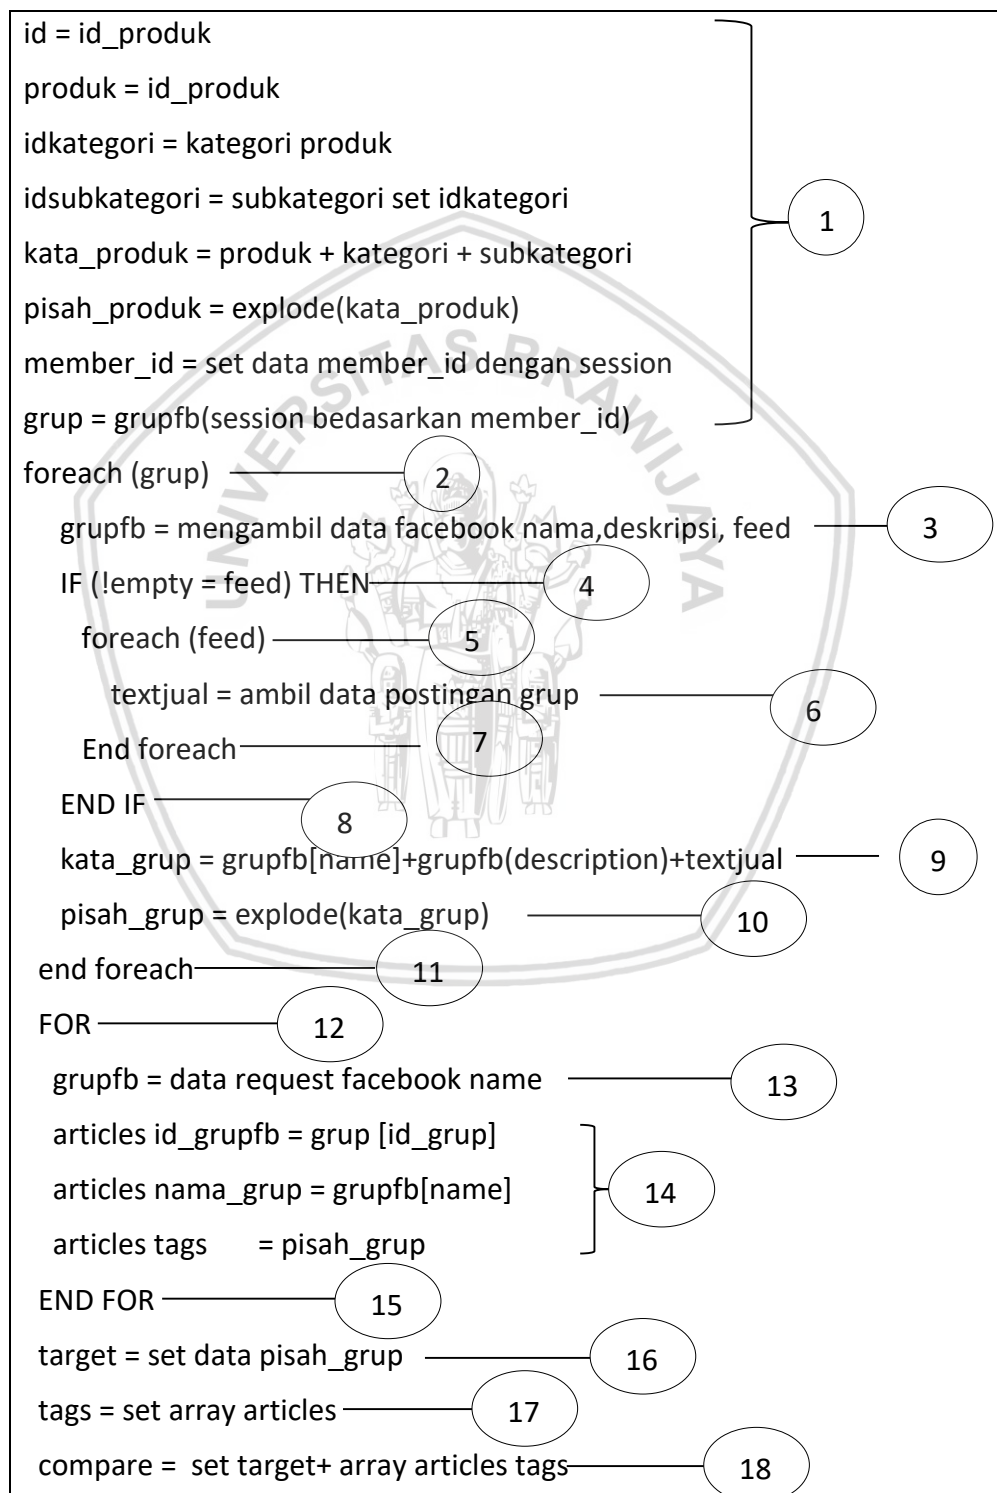 id = id_produk
produk = id_produk
idkategori = kategori produk
idsubkategori = subkategori set idkategori
1
kata_produk = produk + kategori + subkategori
pisah_produk = explode(kata_produk)
member_id = set data member_id dengan session
grup = grupfb(session bedasarkan member_id)
foreach (grup) 2
grupfb = mengambil data facebook nama,deskripsi, feed 3
IF (!empty = feed) THEN 4
foreach (feed) 5
textjual = ambil data postingan grup 6
End foreach 7
END IF 8
kata_grup = grupfb[name]+grupfb(description)+textjual 9
pisah_grup = explode(kata_grup) 10
end foreach 11
FOR 12
grupfb = data request facebook name 13
articles id_grupfb = grup [id_grup]
articles nama_grup = grupfb[name] 14
articles tags = pisah_grup
END FOR 15
target = set data pisah_grup 16
tags = set array articles 17
compare = set target+ array articles tags 18
UNIVERSITAS BRAWIJAYA